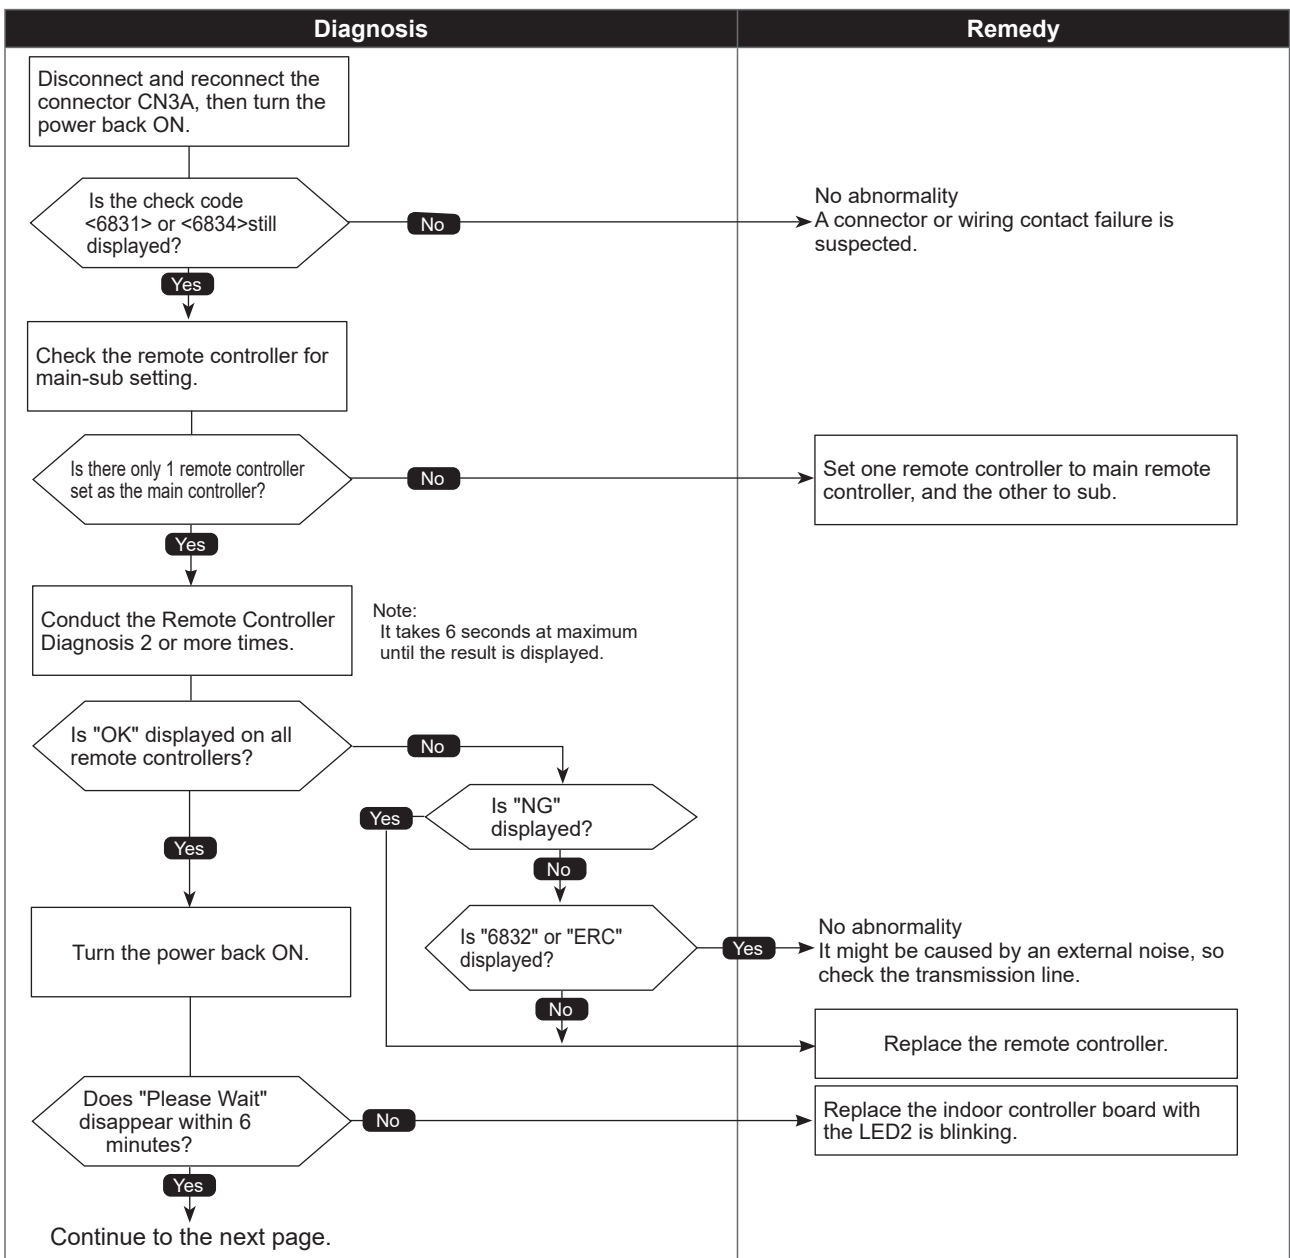 Diagnosis
Remedy
Disconnect and reconnect the
connector CN3A, then turn the
power back ON.
Is the check code
<6831> or <6834>still
displayed?
No
No abnormality
A connector or wiring contact failure is
suspected.
Yes
Check the remote controller for
main-sub setting.
Is there only 1 remote controller
set as the main controller?
No
Set one remote controller to main remote
controller, and the other to sub.
Yes
Conduct the Remote Controller
Diagnosis 2 or more times.
Note:
It takes 6 seconds at maximum
until the result is displayed.
Is "OK" displayed on all
remote controllers?
No
Is "NG"
displayed?
Yes
No
Yes
Is "6832" or "ERC"
displayed?
Yes
No abnormality
It might be caused by an external noise, so
check the transmission line.
Turn the power back ON.
No
Replace the remote controller.
Does "Please Wait"
disappear within 6
minutes?
No
Replace the indoor controller board with
the LED2 is blinking.
Yes
Continue to the next page.